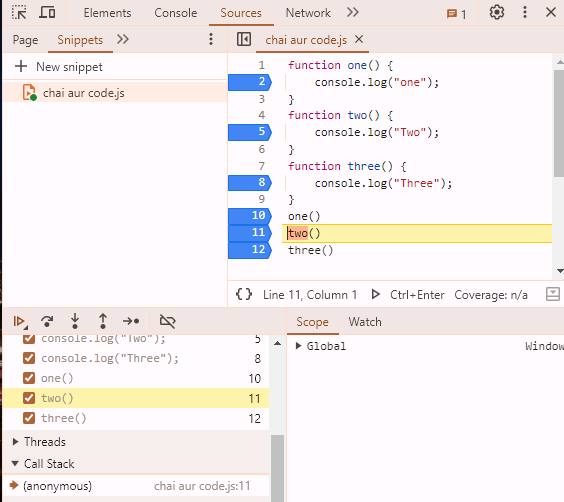 Elements Console Sources Network 1
Page Snippets
chai aur code.js
New snippet
chai aur code.js
1 function one() {
2 console.log("one");
3 }
4 function two() {
5 console.log("Two");
6 }
7 function three() {
8 console.log("Three");
9 }
10 one()
11 two()
12 three()
{} Line 11, Column 1 Ctrl+Enter Coverage: n/a
console.log("Two"); 5
console.log("Three"); 8
one() 10
two() 11
three() 12
Threads
Call Stack
(anonymous) chai aur code.js:11
Scope Watch
Global Window